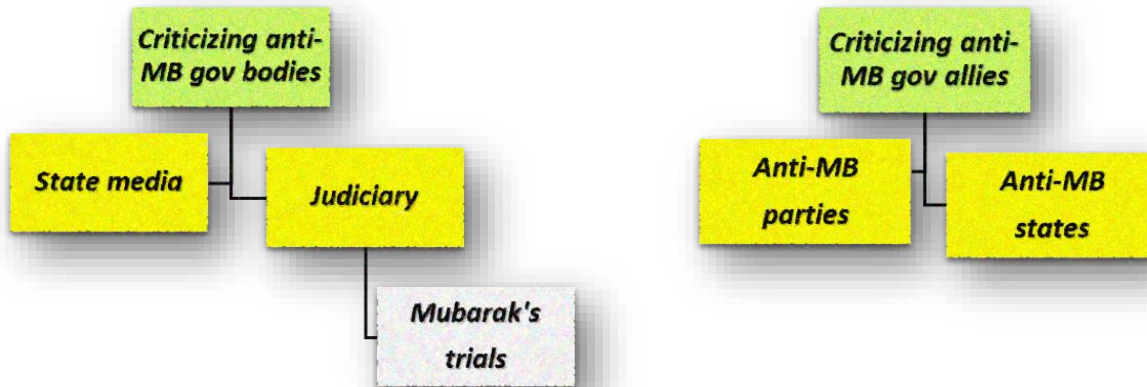 Criticizing anti-
MB gov bodies
State media
Judiciary
Mubarak's
trials
Criticizing anti-
MB gov allies
Anti-MB
parties
Anti-MB
states